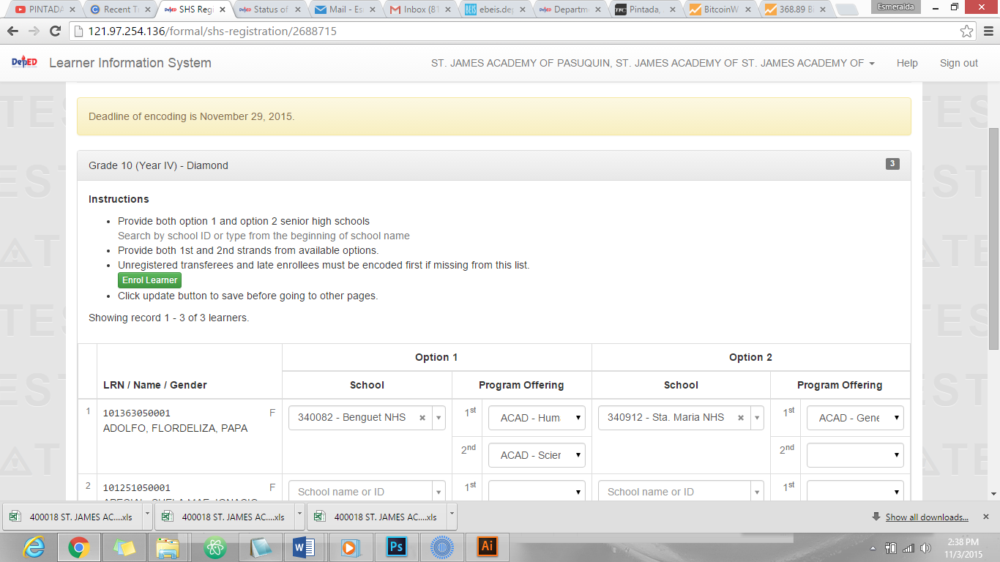 PINTADA
Recent Tr
SHS Regi
Status of
Mail - Es
Inbox (81
ebeis.de
Departm
Pintada,
BitcoinW
368.89 B
Esmeralda
121.97.254.136/formal/shs-registration/2688715
DepED
Learner Information System
ST. JAMES ACADEMY OF PASUQUIN, ST. JAMES ACADEMY OF ST. JAMES ACADEMY OF
Help
Sign out
Deadline of encoding is November 29, 2015.
Grade 10 (Year IV) - Diamond
3
Instructions
• Provide both option 1 and option 2 senior high schools
Search by school ID or type from the beginning of school name
• Provide both 1st and 2nd strands from available options.
• Unregistered transferees and late enrollees must be encoded first if missing from this list.
Enrol Learner
• Click update button to save before going to other pages.
Showing record 1 - 3 of 3 learners.
Option 1
Option 2
LRN / Name / Gender
School
Program Offering
School
Program Offering
1
101363050001
F
ADOLFO, FLORDELIZA, PAPA
340082 - Benguet NHS
1st
ACAD - Hum
340912 - Sta. Maria NHS
1st
ACAD - Gene
2nd
ACAD - Scier
2nd
2
101251050001
F
School name or ID
1st
School name or ID
1st
400018 ST. JAMES AC....xls
400018 ST. JAMES AC....xls
400018 ST. JAMES AC....xls
Show all downloads...
Ps
Ai
2:38 PM
11/3/2015